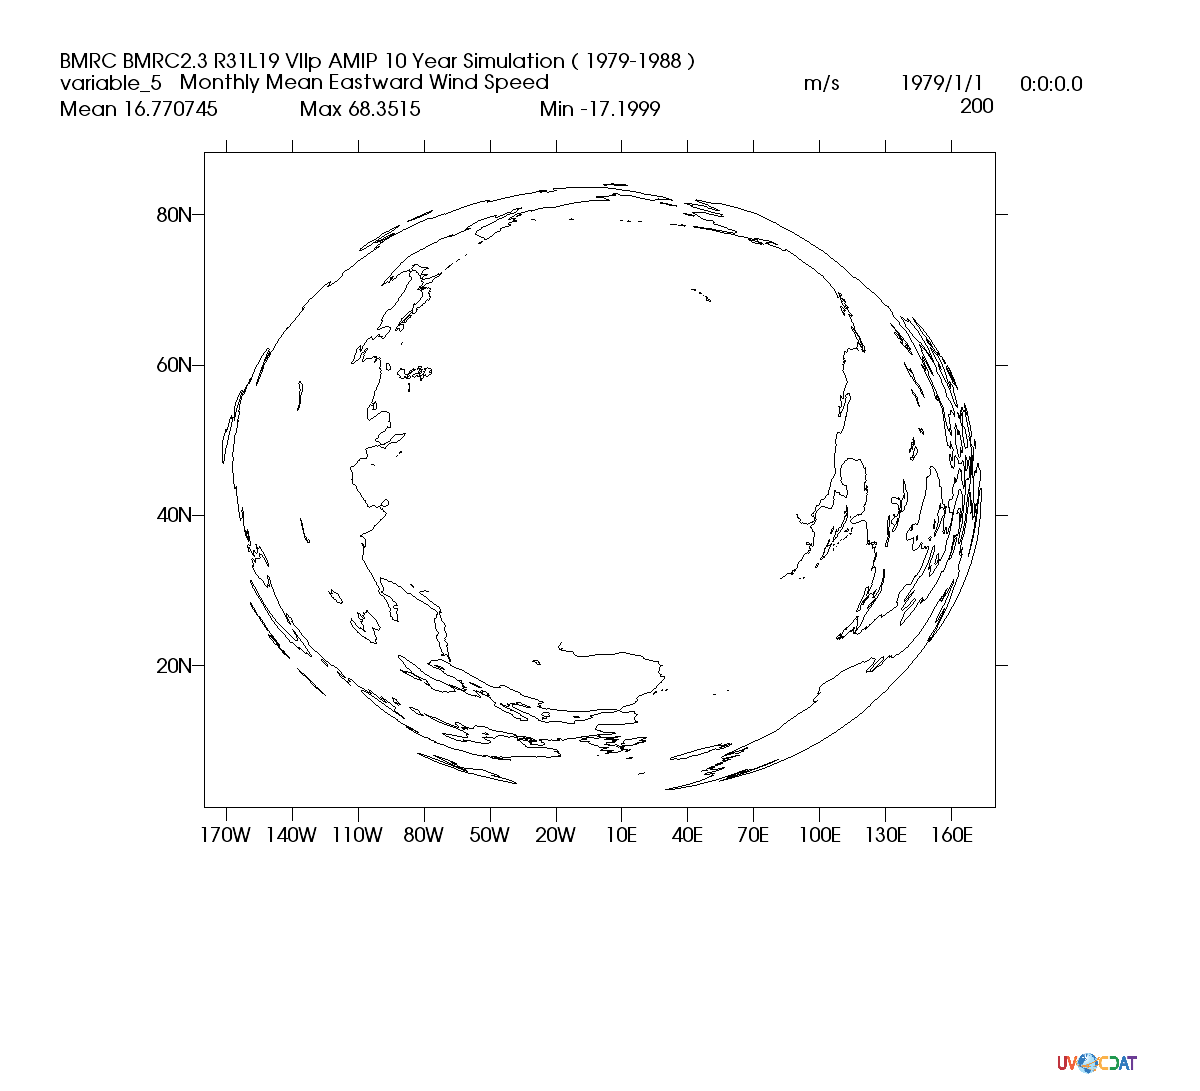 BMRC BMRC2.3 R31L19 VIIp AMIP 10 Year Simulation ( 1979-1988 )
variable_5 Monthly Mean Eastward Wind Speed m/s 1979/1/1 0:0:0.0
Mean 16.770745 Max 68.3515 Min -17.1999 200
80N
60N
40N
20N
170W 140W 110W 80W 50W 20W 10E 40E 70E 100E 130E 160E
UV CDAT